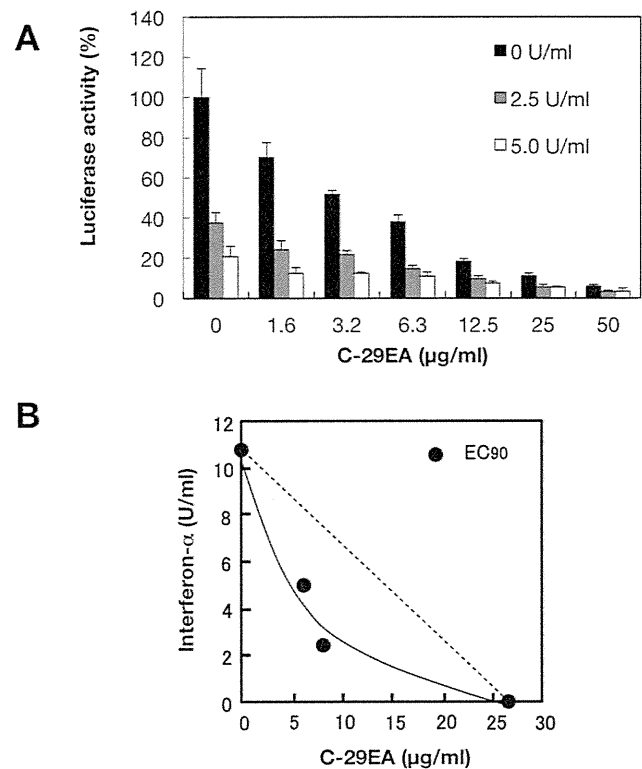 A
Luciferase activity (%)
140
120
100
80
60
40
20
0
0 U/ml
2.5 U/ml
5.0 U/ml
0 1.6 3.2 6.3 12.5 25 50
C-29EA (μg/ml)
B
Interferon-α (U/ml)
12
10
8
6
4
2
0
EC90
0 5 10 15 20 25 30
C-29EA (μg/ml)